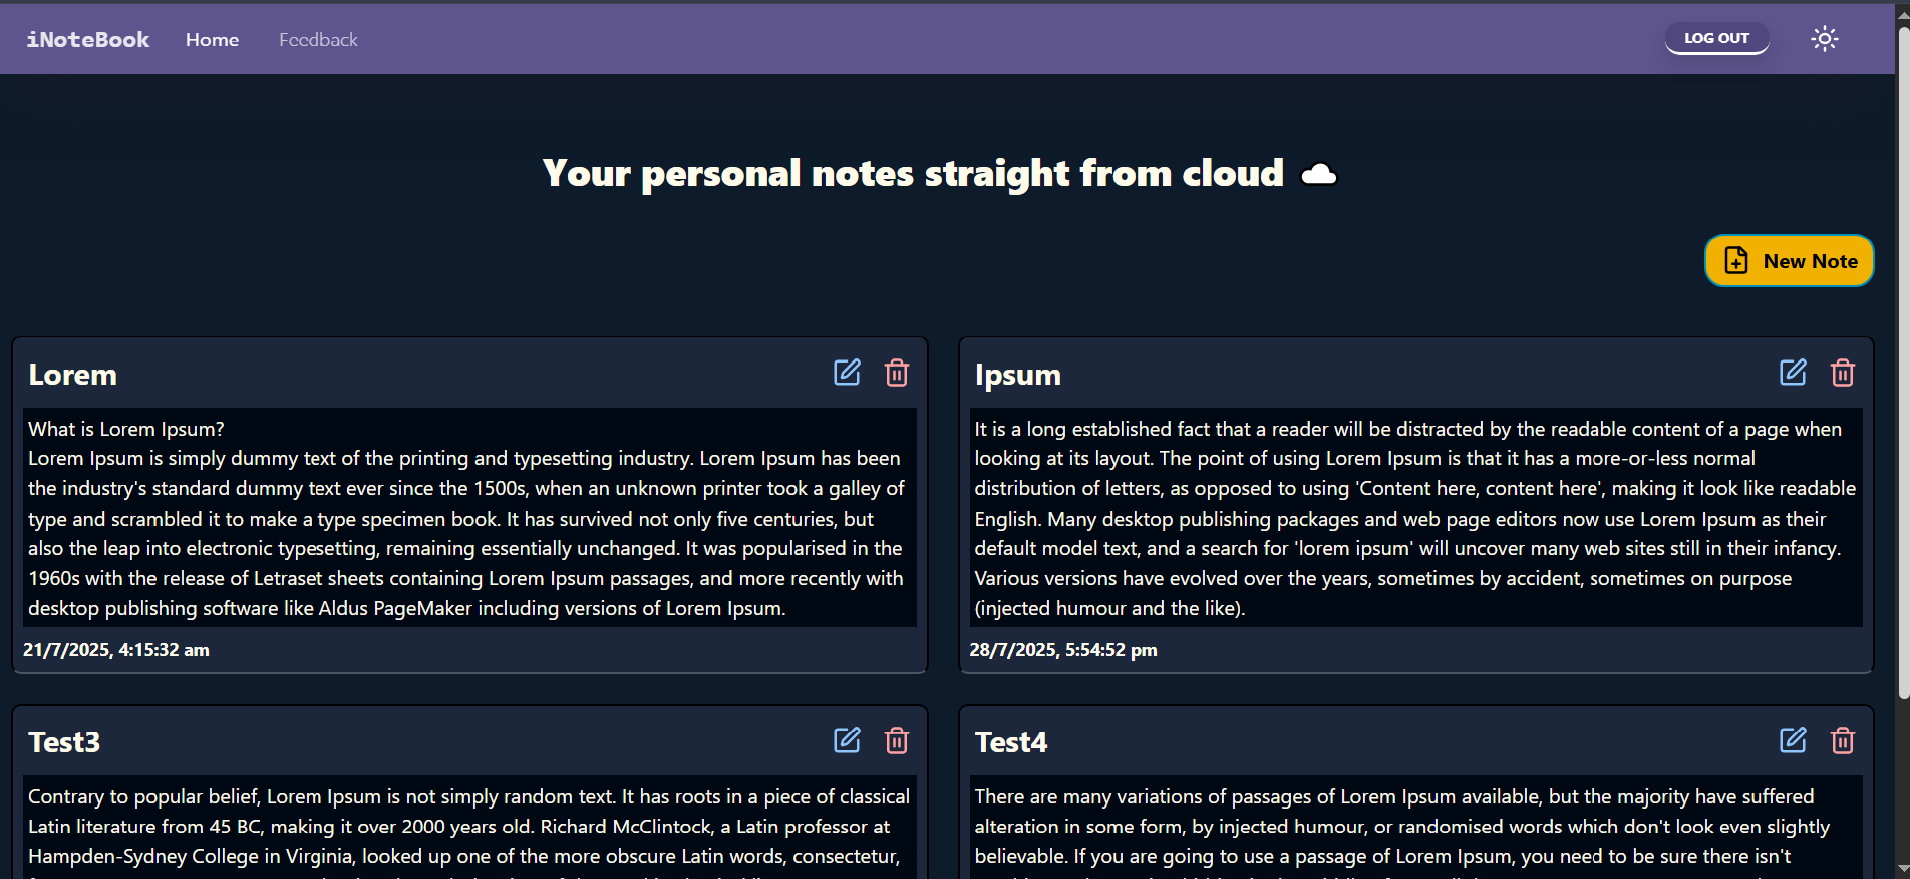 iNoteBook Home Feedback LOG OUT
Your personal notes straight from cloud
New Note
Lorem
What is Lorem Ipsum?
Lorem Ipsum is simply dummy text of the printing and typesetting industry. Lorem Ipsum has been
the industry's standard dummy text ever since the 1500s, when an unknown printer took a galley of
type and scrambled it to make a type specimen book. It has survived not only five centuries, but
also the leap into electronic typesetting, remaining essentially unchanged. It was popularised in the
1960s with the release of Letraset sheets containing Lorem Ipsum passages, and more recently with
desktop publishing software like Aldus PageMaker including versions of Lorem Ipsum.
21/7/2025, 4:15:32 am
Ipsum
It is a long established fact that a reader will be distracted by the readable content of a page when
looking at its layout. The point of using Lorem Ipsum is that it has a more-or-less normal
distribution of letters, as opposed to using 'Content here, content here', making it look like readable
English. Many desktop publishing packages and web page editors now use Lorem Ipsum as their
default model text, and a search for 'lorem ipsum' will uncover many web sites still in their infancy.
Various versions have evolved over the years, sometimes by accident, sometimes on purpose
(injected humour and the like).
28/7/2025, 5:54:52 pm
Test3
Contrary to popular belief, Lorem Ipsum is not simply random text. It has roots in a piece of classical
Latin literature from 45 BC, making it over 2000 years old. Richard McClintock, a Latin professor at
Hampden-Sydney College in Virginia, looked up one of the more obscure Latin words, consectetur,
Test4
There are many variations of passages of Lorem Ipsum available, but the majority have suffered
alteration in some form, by injected humour, or randomised words which don't look even slightly
believable. If you are going to use a passage of Lorem Ipsum, you need to be sure there isn't